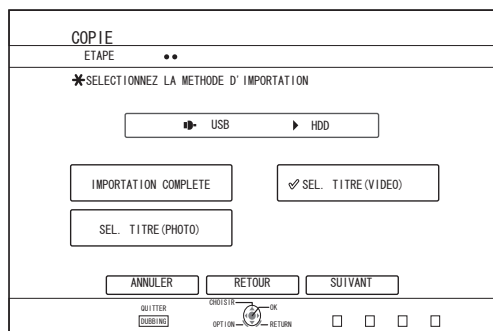 COPIE
ETAPE
SELECTIONNEZ LA METHODE D'IMPORTATION
USB HDD
IMPORTATION COMPLETE SEL. TITRE(VIDEO)
SEL. TITRE(PHOTO)
ANNULER RETOUR SUIVANT
QUITTER CHOISIR OK
DUBBING OPTION RETURN